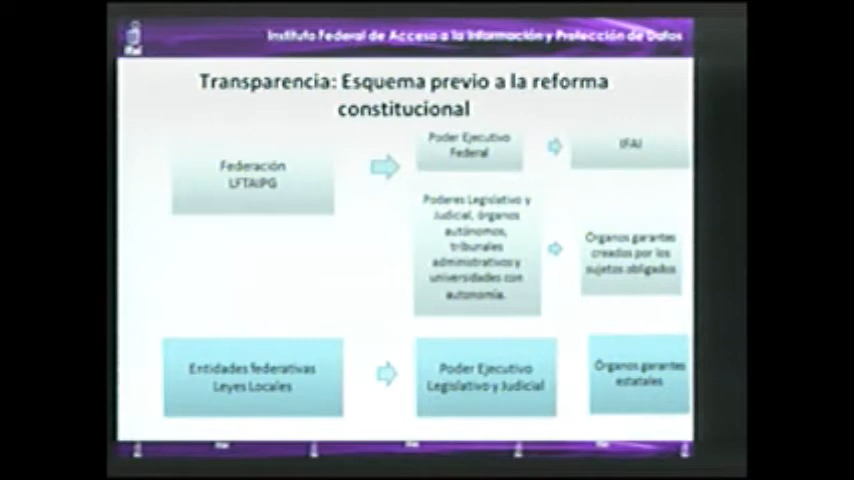 Instituto Federal de Acceso a la Información y Protección de Datos
Transparencia: Esquema previo a la reforma
constitucional
Federación
LFTAIPG
Poder Ejecutivo
Federal
IFAI
Poderes Legislativo y
Judicial, órganos
autónomos,
tribunales
administrativos y
universidades con
autonomía.
Órganos garantes
creados por los
sujetos obligados
Entidades federativas
Leyes Locales
Poder Ejecutivo
Legislativo y Judicial
Órganos garantes
estatales